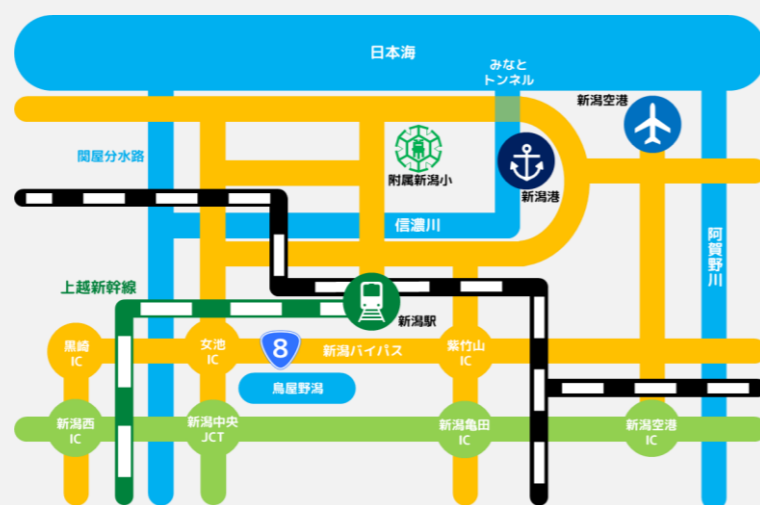 日本海
みなと
トンネル
新潟空港
関屋分水路
附属新潟小
新潟港
信濃川
阿賀野川
上越新幹線
新潟駅
黒崎
IC
女池
IC
8
新潟バイパス
紫竹山
IC
鳥屋野潟
新潟西
IC
新潟中央
JCT
新潟亀田
IC
新潟空港
IC